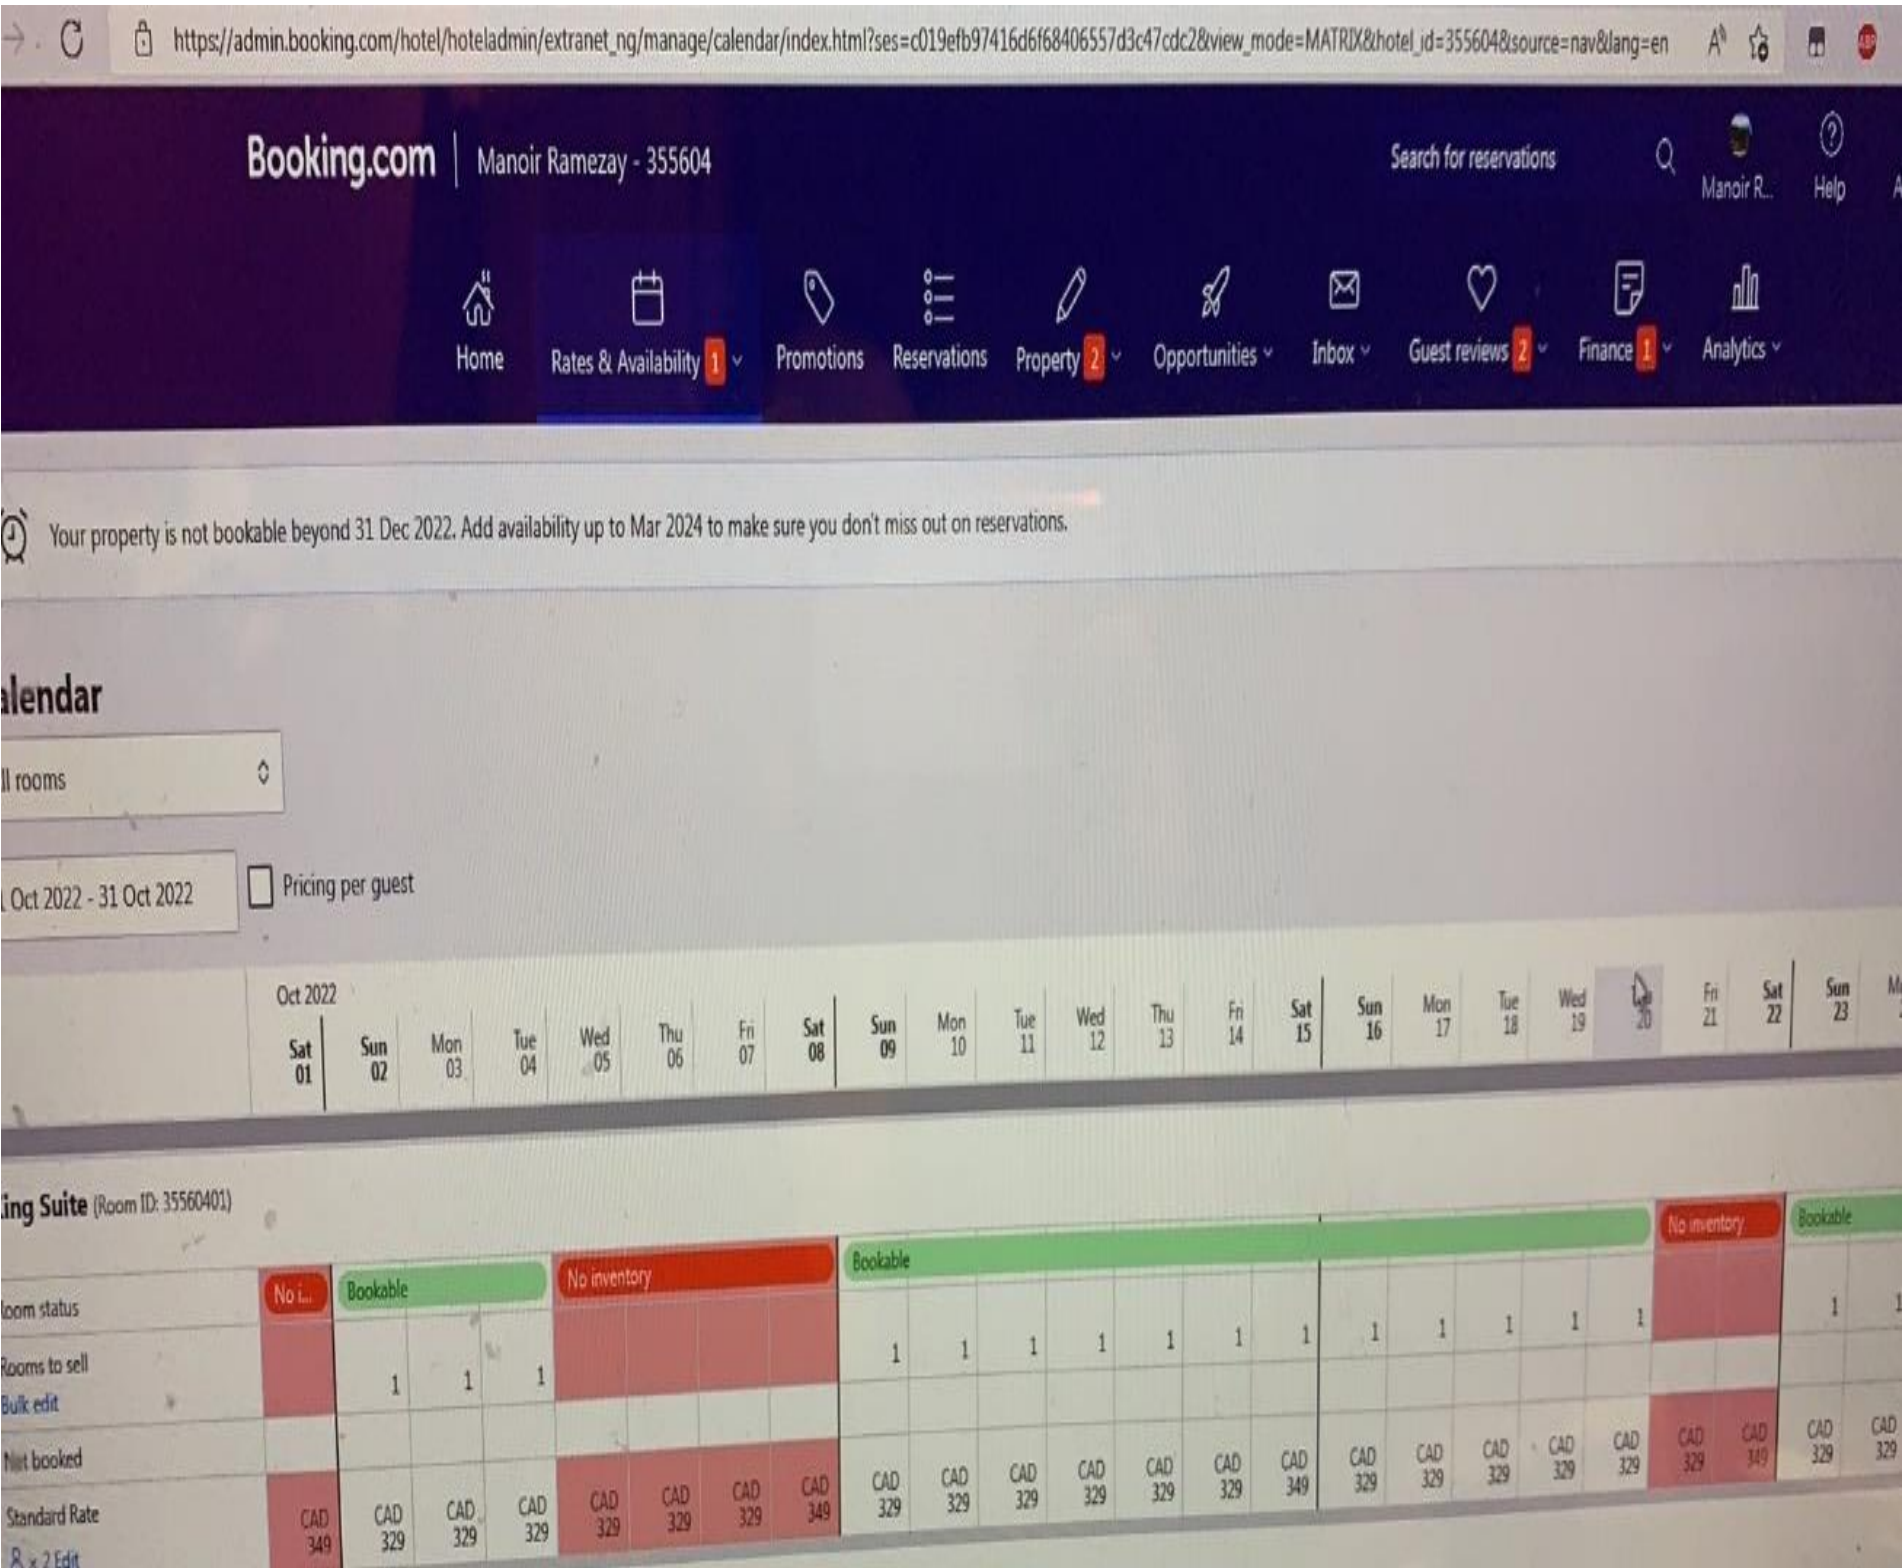 https://admin.booking.com/hotel/hoteladmin/extranet_ng/manage/calendar/index.html?ses=c019efb97416d6f68406557d3c47cdc2&view_mode=MATRIX&hotel_id=355604&source=nav&lang=en
Booking.com | Manoir Ramezay - 355604
Search for reservations
Manoir R...
Help
Home
Rates & Availability 1
Promotions
Reservations
Property 2
Opportunities
Inbox
Guest reviews 2
Finance 1
Analytics
Your property is not bookable beyond 31 Dec 2022. Add availability up to Mar 2024 to make sure you don't miss out on reservations.
alendar
ll rooms
Oct 2022 - 31 Oct 2022
Pricing per guest
Oct 2022
Sat Sun Mon Tue Wed Thu Fri Sat Sun Mon Tue Wed Thu Fri Sat Sun Mon Tue Wed Fri Sat Sun
01 02 03 04 05 06 07 08 09 10 11 12 13 14 15 16 17 18 19 20 21 22 23
ing Suite (Room ID: 35560401)
oom status
No i... Bookable No inventory Bookable No inventory Bookable
Rooms to sell
1 1 1 1 1 1 1 1 1 1 1 1 1 1 1 1 1
Bulk edit
Net booked
Standard Rate
CAD CAD CAD CAD CAD CAD CAD CAD CAD CAD CAD CAD CAD CAD CAD CAD CAD CAD CAD CAD CAD CAD CAD CAD
349 329 329 329 329 329 329 349 329 329 329 329 329 329 349 329 329 329 329 329 329 349 329 329
x 2 Edit